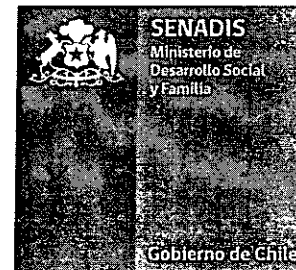 SENADIS
Ministerio de
Desarrollo Social
y Familia
Gobierno de Chile